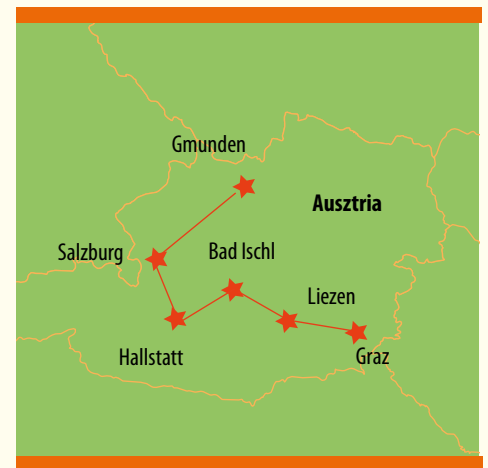 Gmunden
Ausztria
Salzburg
Bad Ischl
Liezen
Hallstatt
Graz